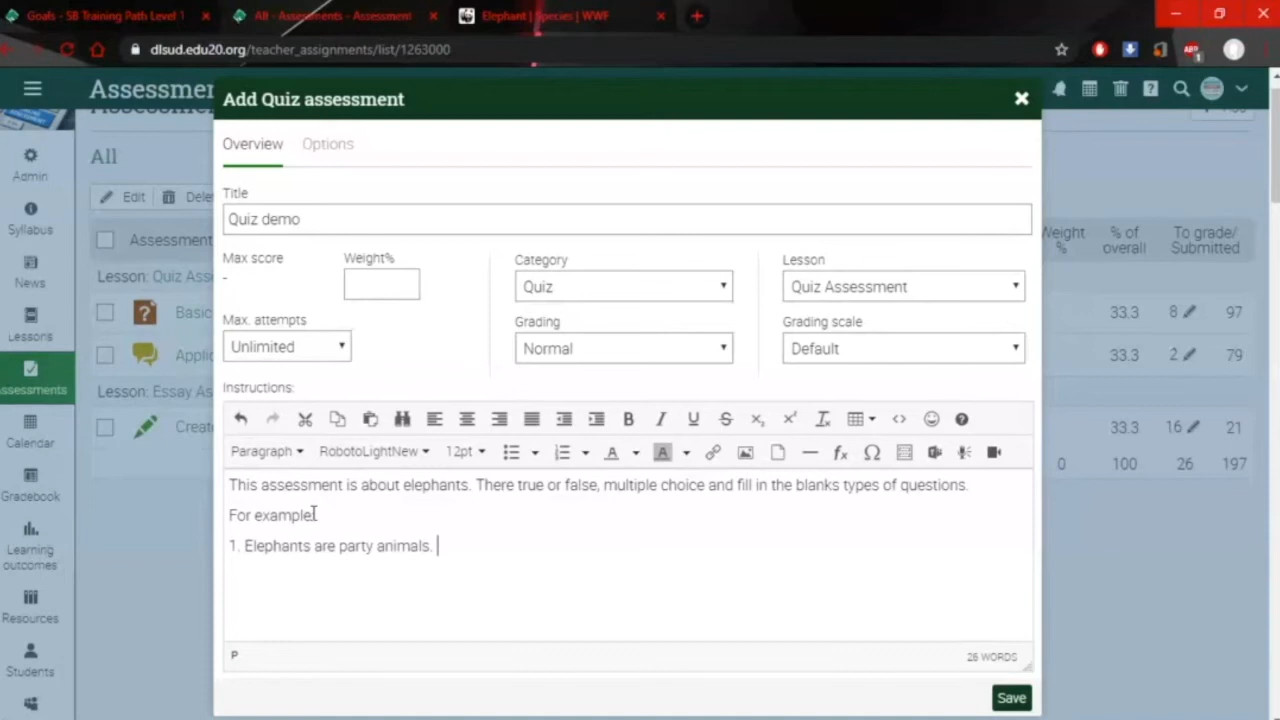 Goals - SB Training Path Level 1
All - Assessments - Assessment
Elephant | Species | WWF
dlsud.edu20.org/teacher_assignments/list/1263000
ABP
1
Assessmen
All
Edit
Dele
Assessment
Weight %
% of overall
To grade/ Submitted
Lesson: Quiz Ass
Basic
33.3
8
97
Applic
33.3
2
79
Lesson: Essay As
Creat
33.3
16
21
0
100
26
197
Admin
Syllabus
News
Lessons
ssessments
Calendar
Gradebook
Learning outcomes
Resources
Students
Add Quiz assessment
Overview
Options
Title
Quiz demo
Max score
-
Weight%
Category
Quiz
Lesson
Quiz Assessment
Max. attempts
Unlimited
Grading
Normal
Grading scale
Default
Instructions:
Paragraph
RobotoLightNew
12pt
This assessment is about elephants. There true or false, multiple choice and fill in the blanks types of questions.
For example
1. Elephants are party animals.
P
26 WORDS
Save